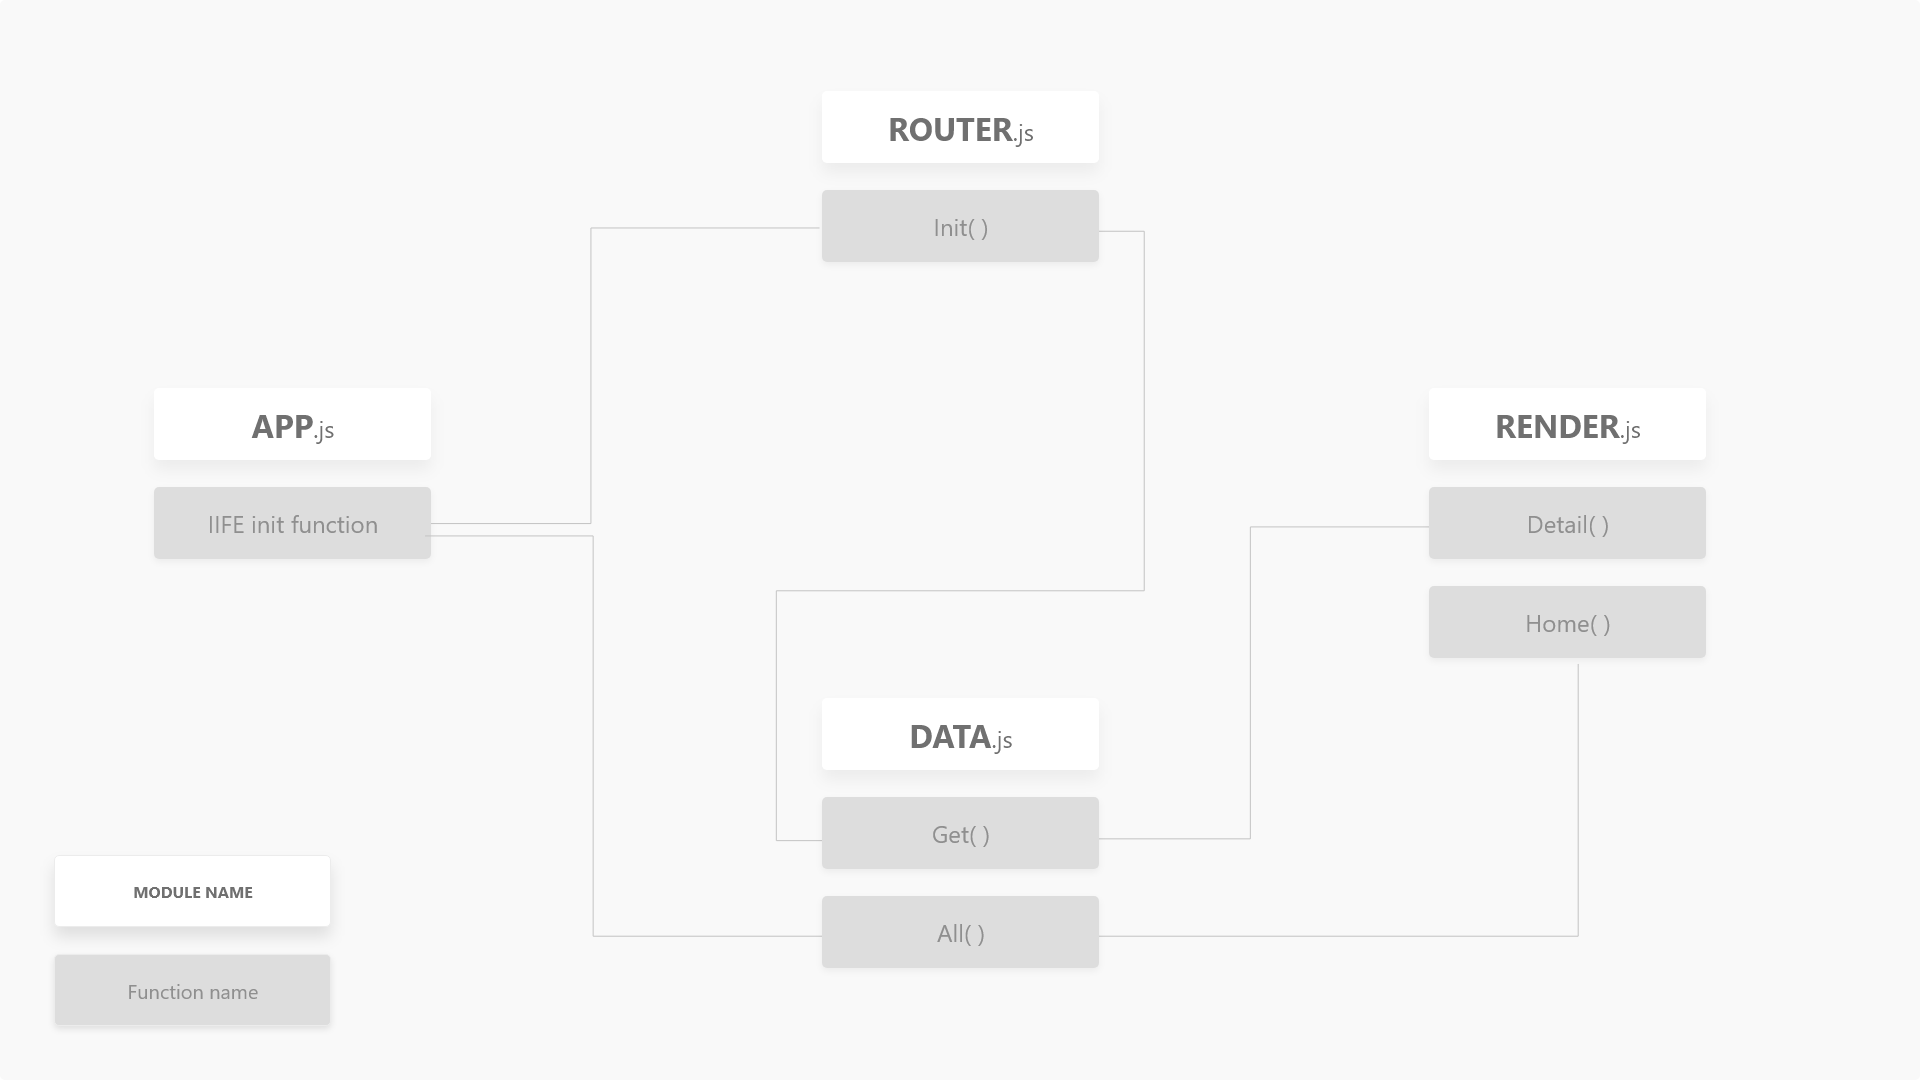 ROUTER.js
Init( )
APP.js
IIFE init function
RENDER.js
Detail( )
Home( )
DATA.js
Get( )
All( )
MODULE NAME
Function name